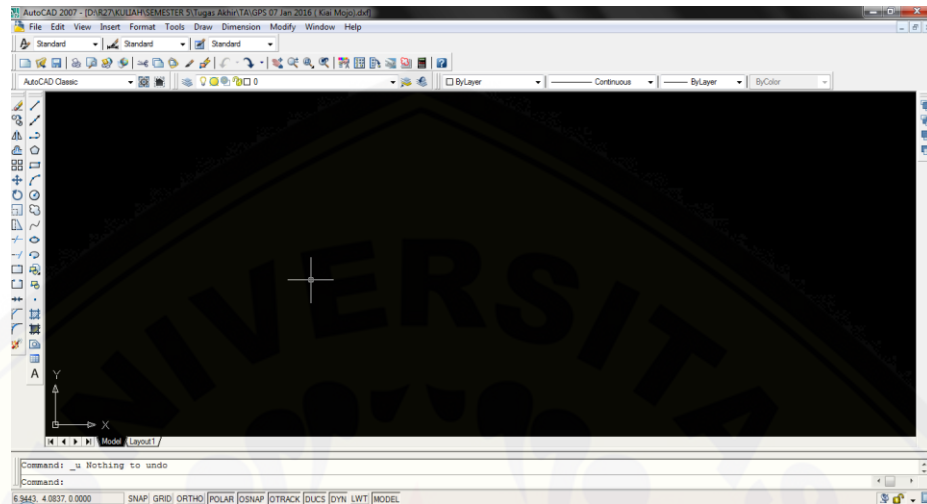 AutoCAD 2007 - [D:\R27\KULIAH\SEMESTER 5\Tugas Akhir\TA\GPS 07 Jan 2016 ( Kiai Mojo).dxf]
File Edit View Insert Format Tools Draw Dimension Modify Window Help
Standard Standard Standard
AutoCAD Classic 0 ByLayer Continuous ByLayer ByColor
A
UNIVERSITA
Y
X
Model Layout1
Command: _u Nothing to undo
Command:
6.9443, 4.0837, 0.0000 SNAP GRID ORTHO POLAR OSNAP OTRACK DUCS DYN LWT MODEL